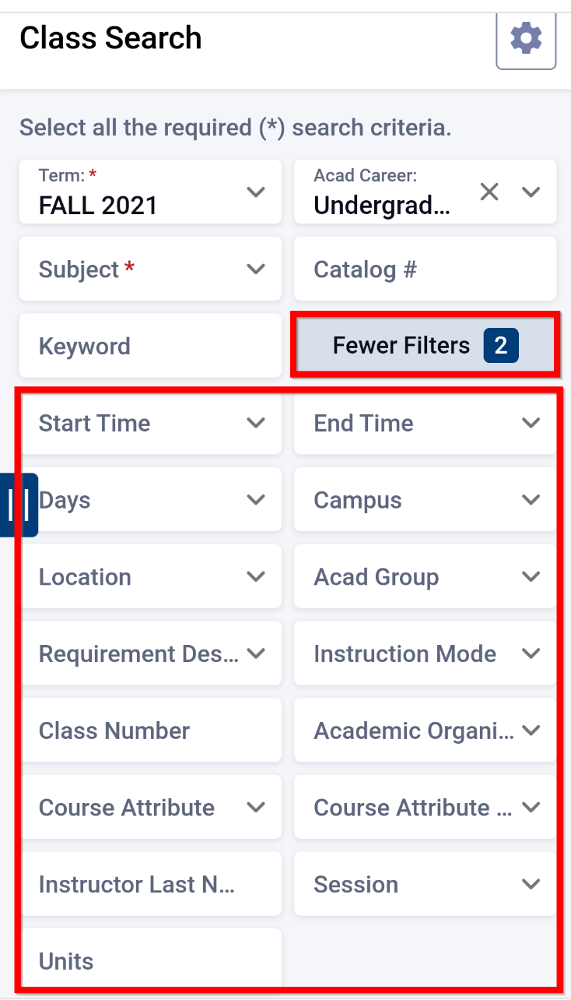 Class Search
Select all the required (*) search criteria.
Term: *
FALL 2021
Acad Career:
Undergrad...
Subject *
Catalog #
Keyword
Fewer Filters 2
Start Time
End Time
Days
Campus
Location
Acad Group
Requirement Des...
Instruction Mode
Class Number
Academic Organi...
Course Attribute
Course Attribute ...
Instructor Last N...
Session
Units